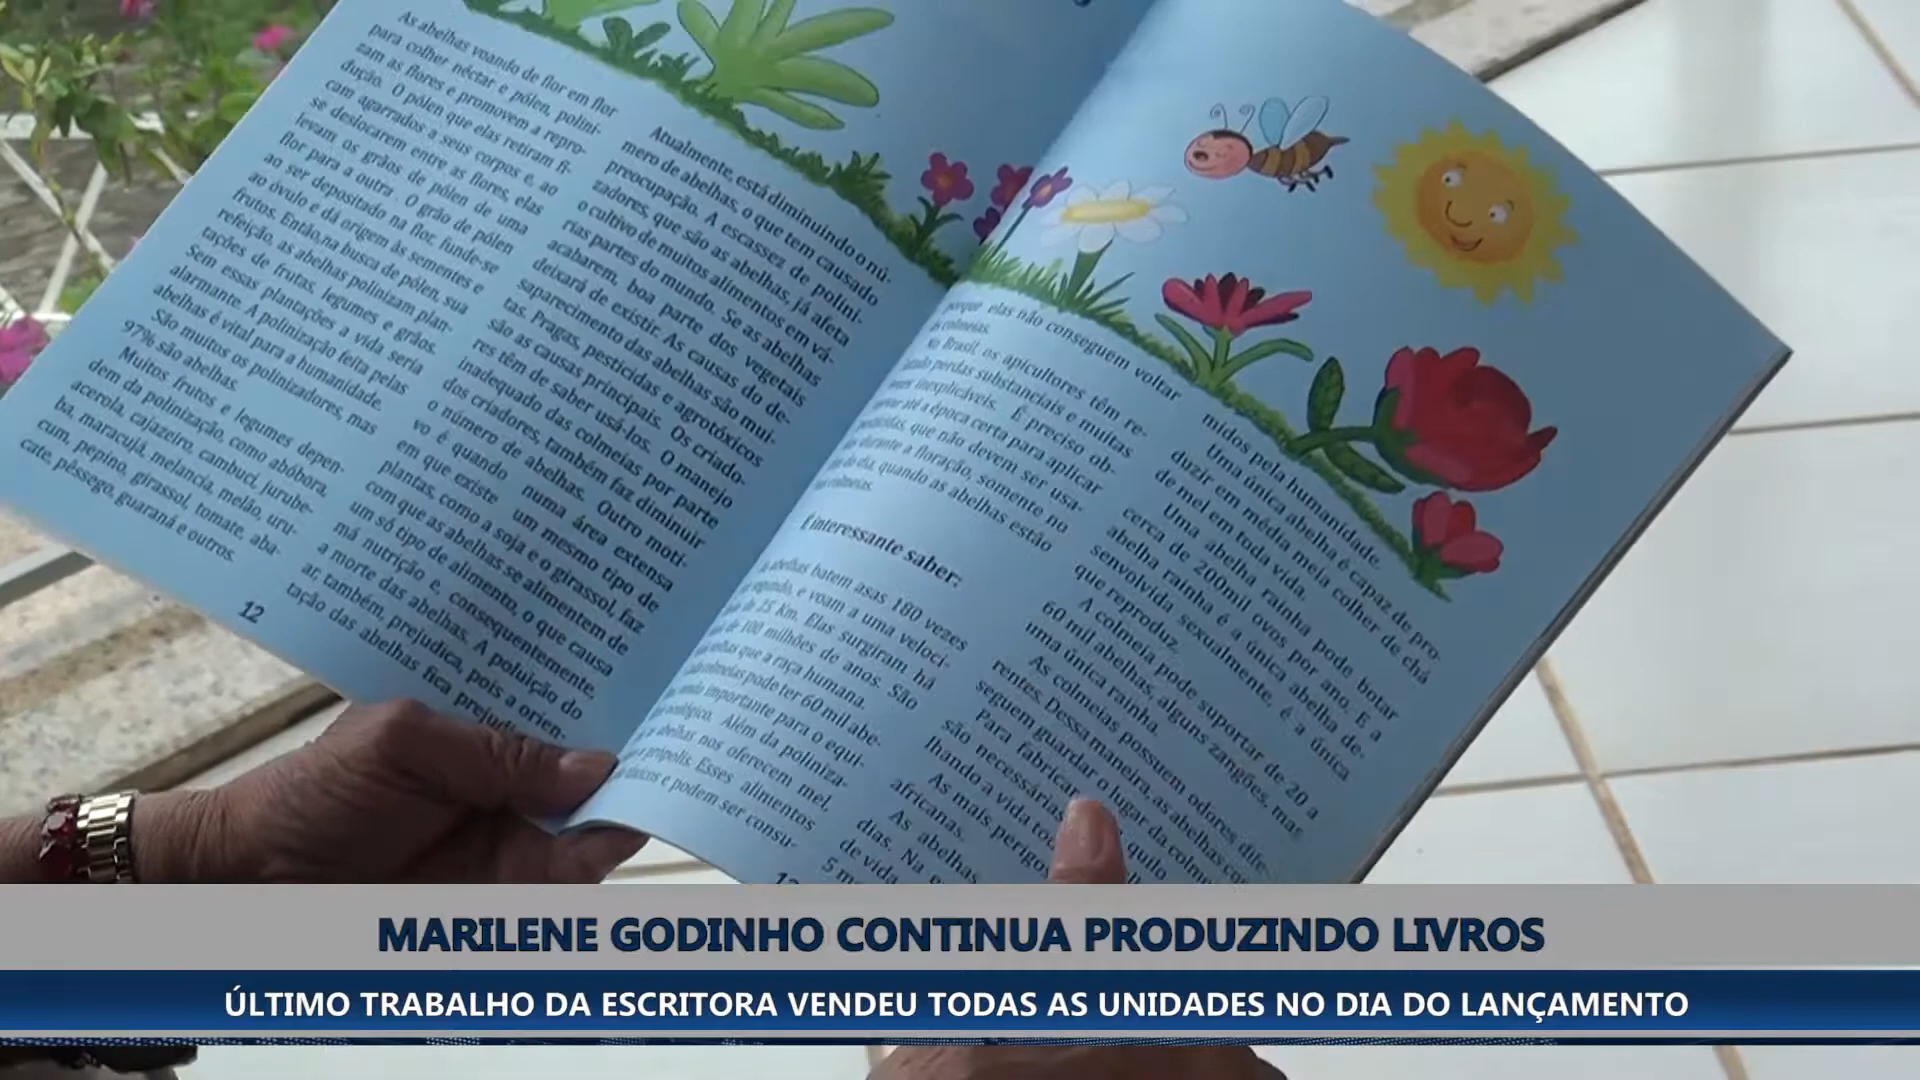 As abelhas voando de flor em flor
para colher néctar e pólen, polini-
zam as flores e promovem a repro-
dução. O pólen que elas retiram fi-
cam agarrados a seus corpos e, ao
se deslocarem entre as flores, elas
levam os grãos de pólen de uma
flor para a outra . O grão de pólen
ao ser depositado na flor, funde-se
ao óvulo e dá origem às sementes e
frutos. Então,na busca de pólen, sua
refeição, as abelhas polinizam plan-
tações de frutas, legumes, e grãos.
Sem essas plantações a vida seria
alarmante. A polinização feita pelas
abelhas é vital para a humanidade.
São muitos os polinizadores, mas
97% são abelhas.
Muitos frutos e legumes depen-
dem da polinização, como abóbora,
acerola, cajazeiro, cambuci, jurube-
ba, maracujá, melancia, melão, uru-
cum, pepino, girassol, tomate, aba-
cate, pêssego, guaraná e outros.
12
Atualmente, está diminuindo o nú-
mero de abelhas, o que tem causado
preocupação. A escassez de polini-
zadores, que são as abelhas, já afeta
o cultivo de muitos alimentos em vá-
rias partes do mundo. Se as abelhas
acabarem, boa parte dos vegetais
deixará de existir. As causas do de-
saparecimento das abelhas são mui-
tas. Pragas, pesticidas e agrotóxicos
são as causas principais. Os criado-
res têm de saber usá-los. O manejo
inadequado das colmeias por parte
dos criadores, também faz diminuir
o número de abelhas. Outro moti-
vo é quando numa área extensa
em que existe um mesmo tipo de
plantas, como a soja e o girassol, faz
com que as abelhas se alimentem de
um só tipo de alimento, o que causa
má nutrição e, consequentemente,
a morte das abelhas. A poluição do
ar, também, prejudica, pois a orien-
tação das abelhas fica prejudi
porque elas não conseguem voltar
às colmeias.
No Brasil, os apicultores têm re-
perdas substanciais e muitas
vezes inexplicáveis. É preciso ob-
até a época certa para aplicar
pesticidas, que não devem ser usa-
durante a floração, somente no
do dia, quando as abelhas estão
nas colmeias.
É interessante saber:
abelhas batem asas 180 vezes
segundo, e voam a uma veloci-
de 25 Km. Elas surgiram há
de 100 milhões de anos. São
que a raça humana.
colmeias pode ter 60 mil abe-
importante para o equi-
ecológico. Além da poliniza-
abelhas nos oferecem mel,
própolis. Esses alimentos
e podem ser consu-
midos pela humanidade.
Uma única abelha é capaz de pro-
duzir em média meia colher de chá
de mel em toda vida.
Uma abelha rainha pode botar
cerca de 200mil ovos por ano. E a
abelha rainha é a única abelha de-
senvolvida sexualmente, é a única
que reproduz.
A colmeia pode suportar de 20 a
60 mil abelhas, alguns zangões, mas
uma única rainha.
As colmeias possuem odores dife-
rentes. Dessa maneira, as abelhas
seguem guardar o lugar da
Para fabricar quilo
são necessárias
lhando a vida
As mais
africanas.
As abelhas
dias. Na
de vida
5
MARILENE GODINHO CONTINUA PRODUZINDO LIVROS
ÚLTIMO TRABALHO DA ESCRITORA VENDEU TODAS AS UNIDADES NO DIA DO LANÇAMENTO